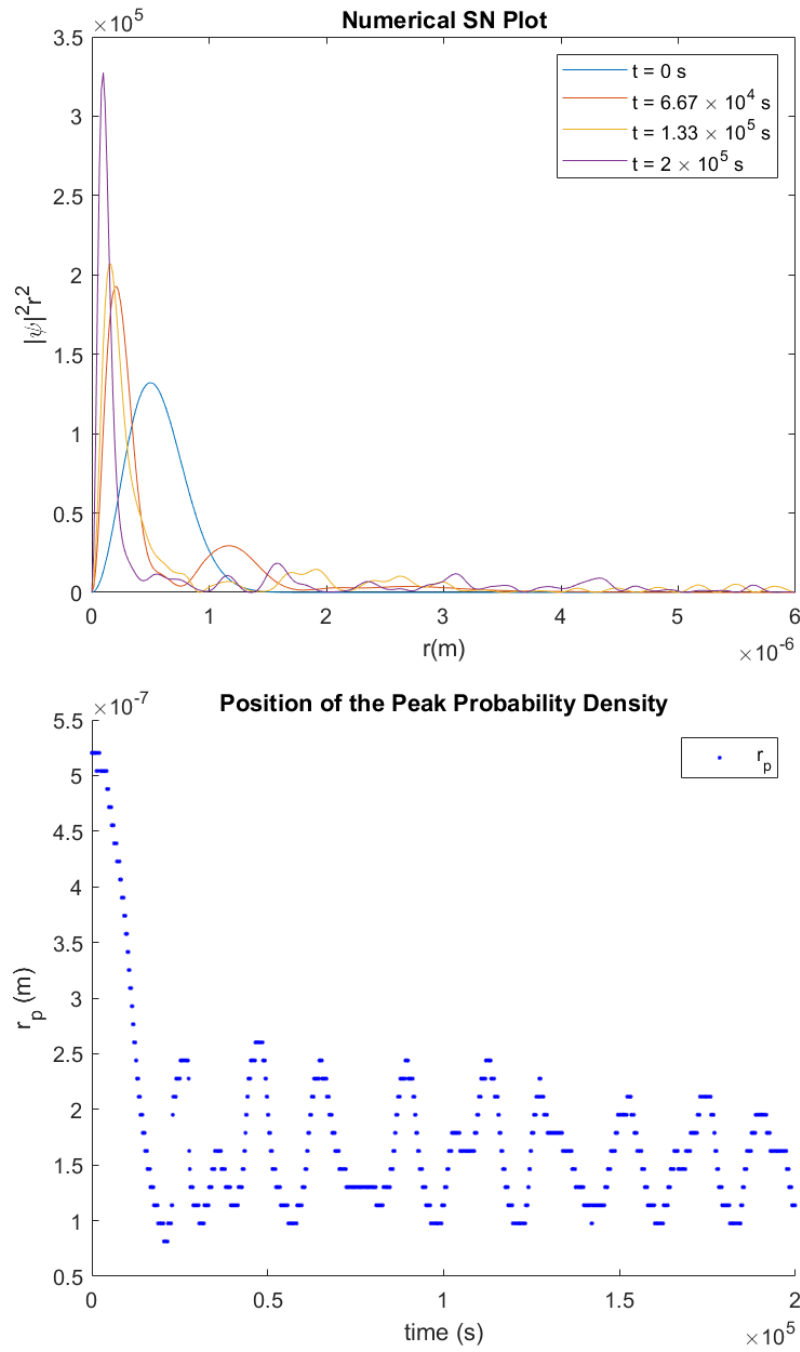 Numerical SN Plot
×10^5
3.5
3
2.5
2
1.5
1
0.5
0
|ψ|^2r^2
t = 0 s
t = 6.67 × 10^4 s
t = 1.33 × 10^5 s
t = 2 × 10^5 s
0 1 2 3 4 5 6
r(m)
×10^-6
Position of the Peak Probability Density
×10^-7
5.5
5
4.5
4
3.5
3
2.5
2
1.5
1
0.5
r_p (m)
r_p
0 0.5 1 1.5 2
time (s)
×10^5